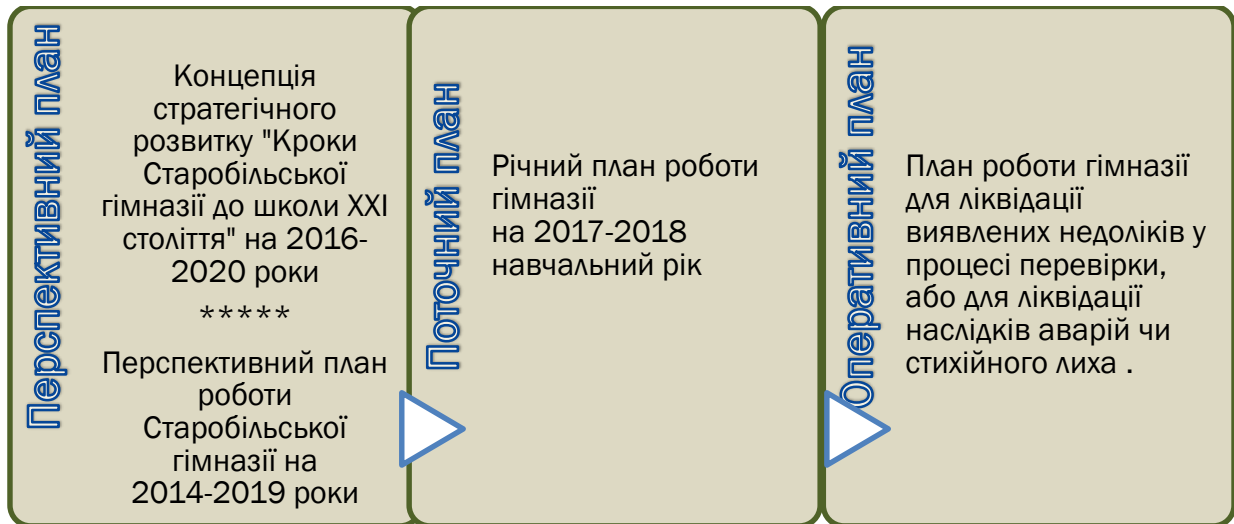 Перспективний план
Концепція
стратегічного
розвитку "Кроки
Старобільської
гімназії до школи XXI
століття" на 2016-
2020 роки
*****
Перспективний план
роботи
Старобільської
гімназії на
2014-2019 роки
Поточний план
Річний план роботи
гімназії
на 2017-2018
навчальний рік
Оперативний план
План роботи гімназії
для ліквідації
виявлених недоліків у
процесі перевірки,
або для ліквідації
наслідків аварій чи
стихійного лиха .